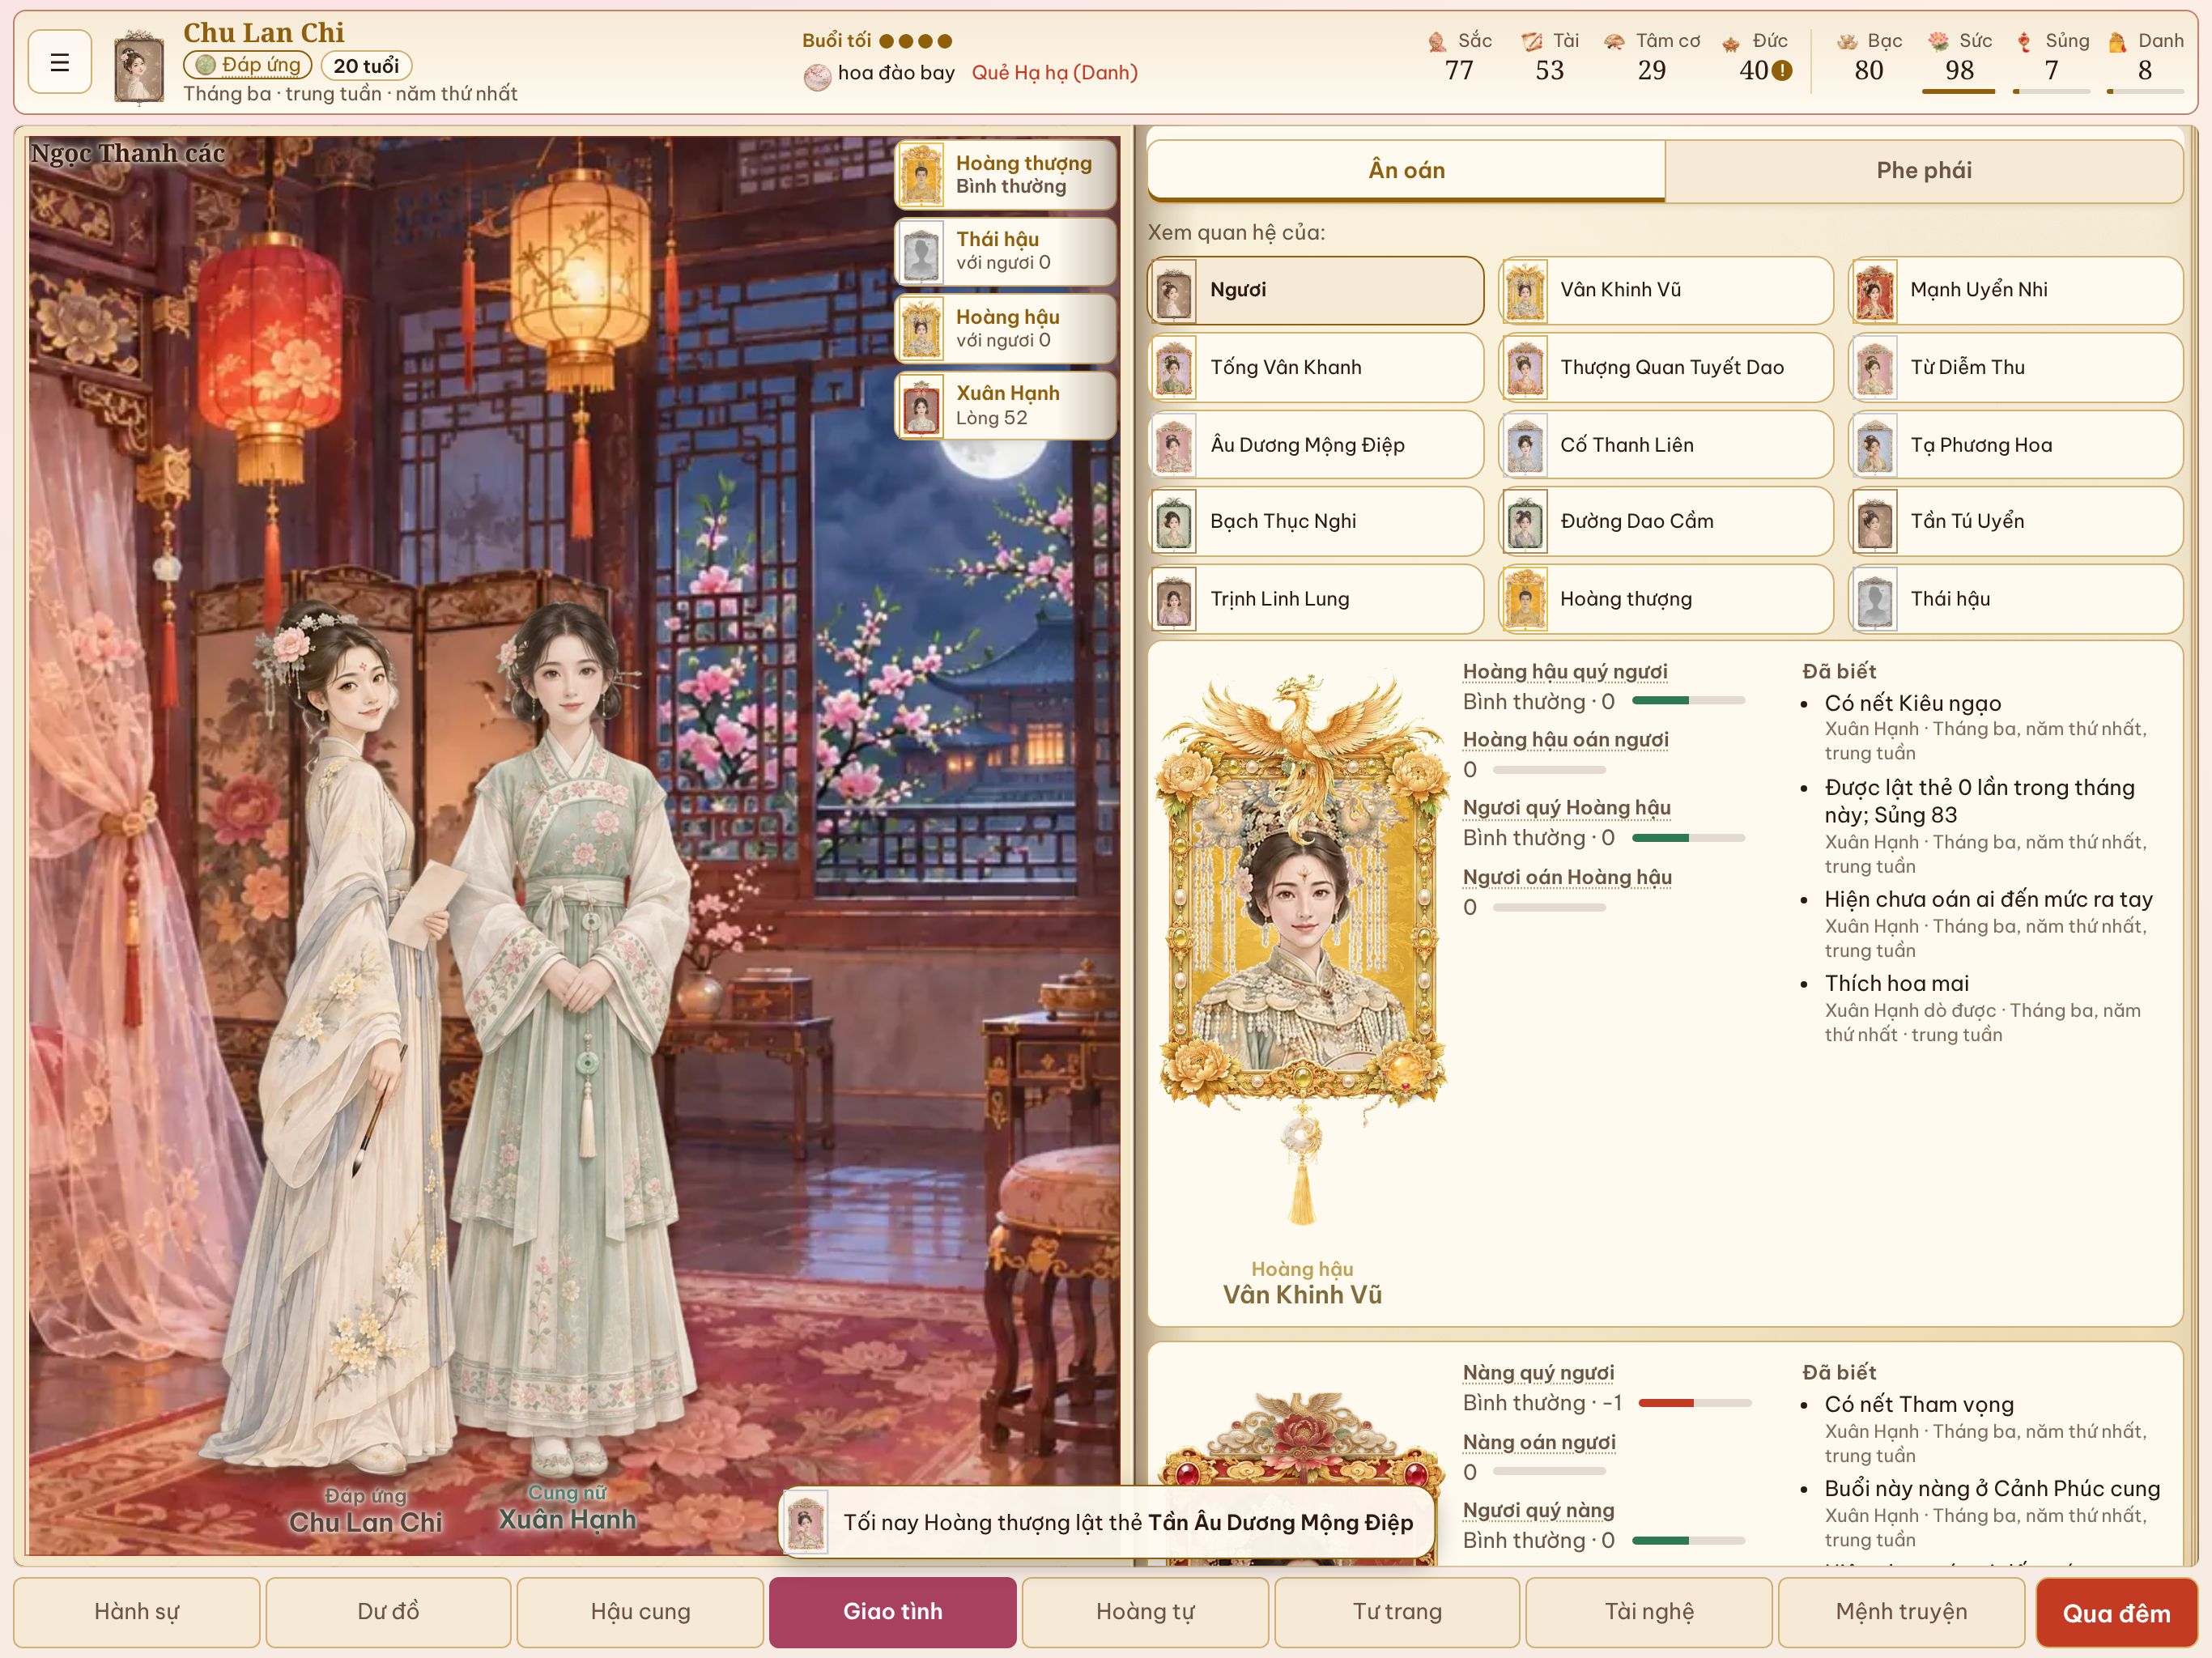 Chu Lan Chi
Đáp ứng
20 tuổi
Tháng ba · trung tuần · năm thứ nhất
Buổi tối
hoa đào bay Quẻ Hạ hạ (Danh)
Sắc Tài Tâm cơ Đức Bạc Sức Sủng Danh
77 53 29 40 ! 80 98 7 8
Ngọc Thanh các
Hoàng thượng
Bình thường
Thái hậu
với ngươi 0
Hoàng hậu
với ngươi 0
Xuân Hạnh
Lòng 52
Đáp ứng
Chu Lan Chi
Cung nữ
Xuân Hạnh
Ân oán Phe phái
Xem quan hệ của:
Ngươi Vân Khinh Vũ Mạnh Uyển Nhi
Tống Vân Khanh Thượng Quan Tuyết Dao Từ Diễm Thu
Âu Dương Mộng Điệp Cố Thanh Liên Tạ Phương Hoa
Bạch Thục Nghi Đường Dao Cầm Tần Tú Uyển
Trịnh Linh Lung Hoàng thượng Thái hậu
Hoàng hậu
Vân Khinh Vũ
Hoàng hậu quý ngươi
Bình thường · 0
Hoàng hậu oán ngươi
0
Ngươi quý Hoàng hậu
Bình thường · 0
Ngươi oán Hoàng hậu
0
Đã biết
• Có nết Kiêu ngạo
Xuân Hạnh · Tháng ba, năm thứ nhất,
trung tuần
• Được lật thẻ 0 lần trong tháng
này; Sủng 83
Xuân Hạnh · Tháng ba, năm thứ nhất,
trung tuần
• Hiện chưa oán ai đến mức ra tay
Xuân Hạnh · Tháng ba, năm thứ nhất,
trung tuần
• Thích hoa mai
Xuân Hạnh dò được · Tháng ba, năm
thứ nhất · trung tuần
Nàng quý ngươi
Bình thường · -1
Nàng oán ngươi
0
Ngươi quý nàng
Bình thường · 0
Đã biết
• Có nết Tham vọng
Xuân Hạnh · Tháng ba, năm thứ nhất,
trung tuần
• Buổi này nàng ở Cảnh Phúc cung
Xuân Hạnh · Tháng ba, năm thứ nhất,
trung tuần
Tối nay Hoàng thượng lật thẻ Tần Âu Dương Mộng Điệp
Hành sự Dư đồ Hậu cung Giao tình Hoàng tự Tư trang Tài nghệ Mệnh truyện Qua đêm